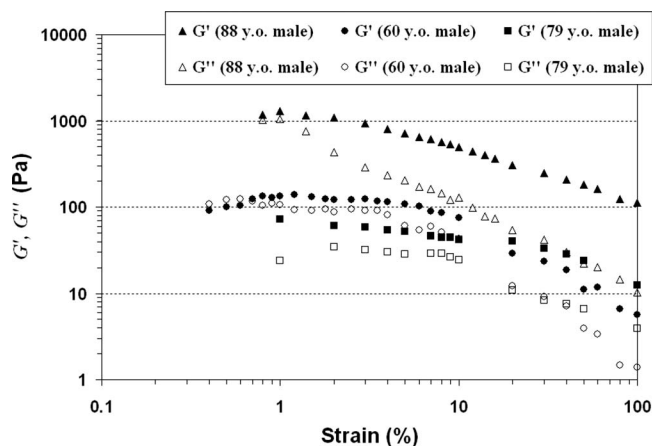 ▲ G' (88 y.o. male) ● G' (60 y.o. male) ■ G' (79 y.o. male)
△ G'' (88 y.o. male) ○ G'' (60 y.o. male) □ G'' (79 y.o. male)
10000
1000
100
10
1
G', G'' (Pa)
0.1 1 10 100
Strain (%)